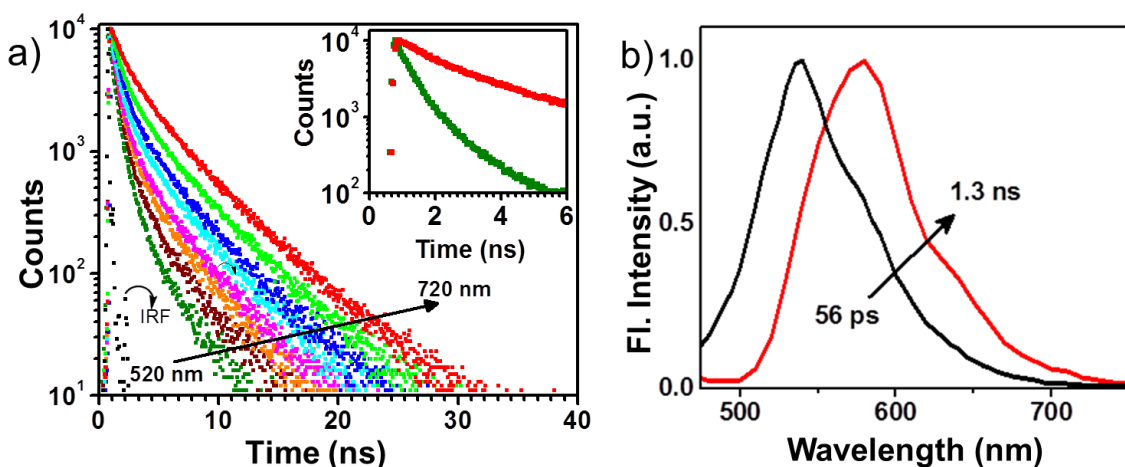 a)
Counts
10⁴
10³
10²
10¹
0
10
20
30
40
Time (ns)
IRF
520 nm
720 nm
Counts
10⁴
10³
10²
0
2
4
6
Time (ns)
b)
Fl. Intensity (a.u.)
1.0
0.5
0.0
500
600
700
Wavelength (nm)
1.3 ns
56 ps